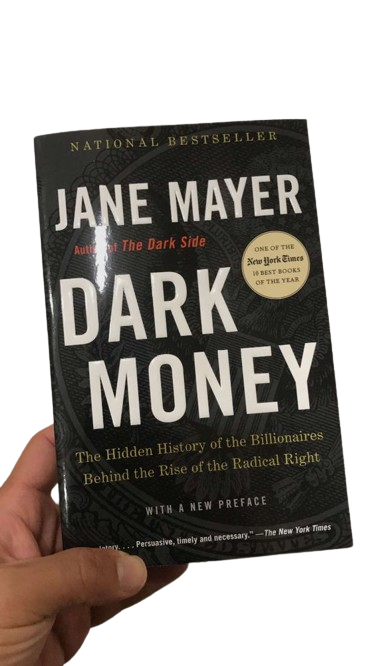 NATIONAL BESTSELLER
JANE MAYER
Author of The Dark Side
ONE OF THE
New York Times
10 BEST BOOKS
OF THE YEAR
DARK
MONEY
The Hidden History of the Billionaires
Behind the Rise of the Radical Right
WITH A NEW PREFACE
Persuasive, timely and necessary.” —The New York Times